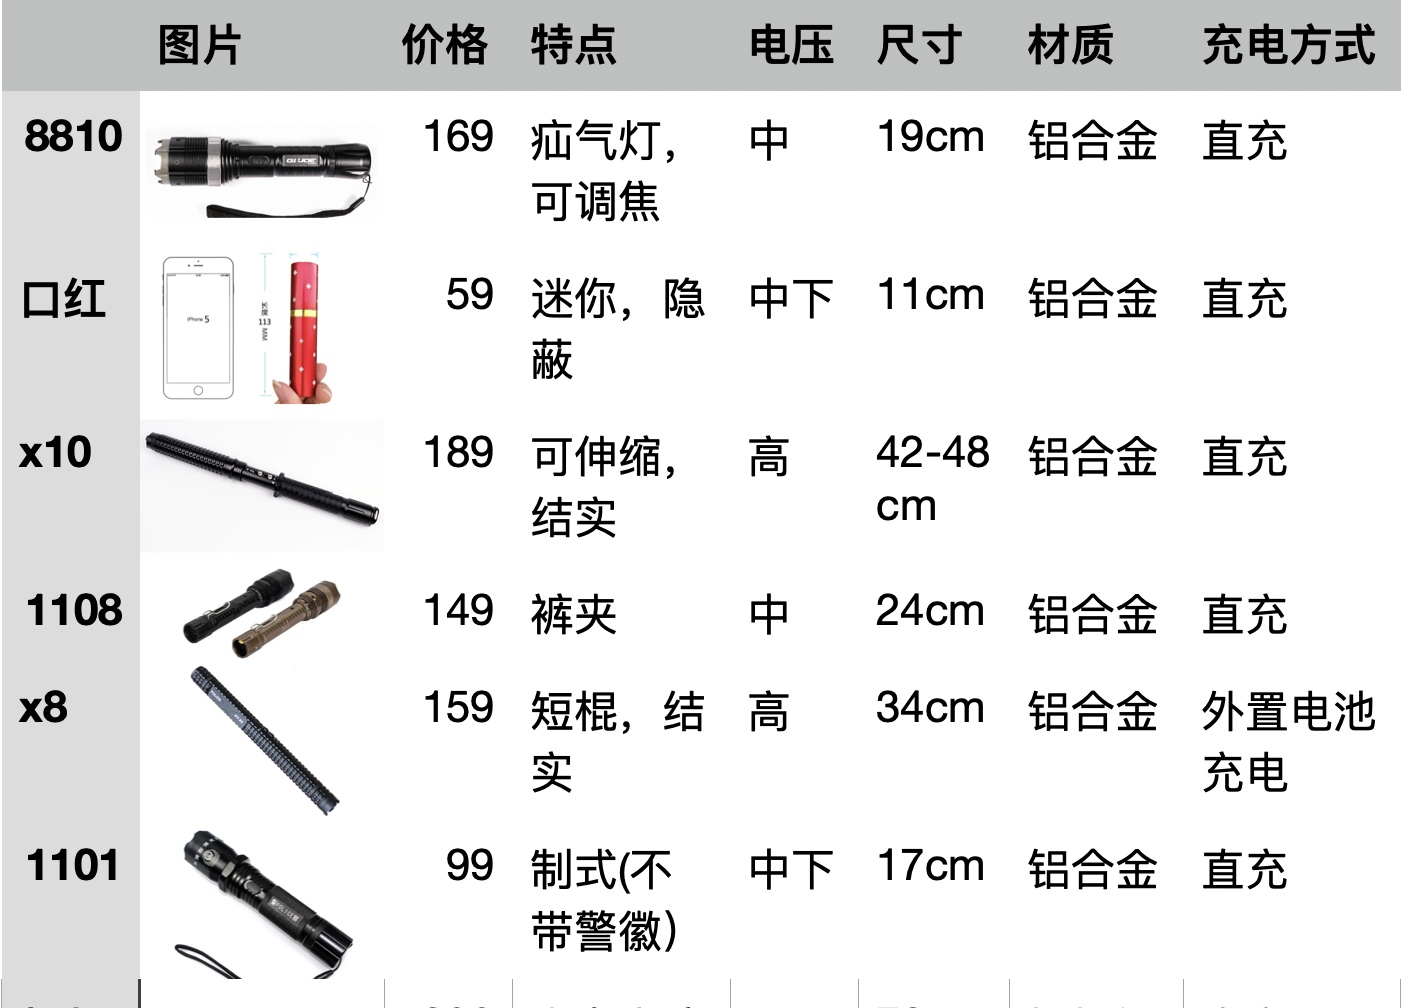 图片 价格 特点 电压 尺寸 材质 充电方式
8810 169 疝气灯， 中 19cm 铝合金 直充
可调焦
口红 59 迷你，隐 中下 11cm 铝合金 直充
蔽
iPhone 5
113
MM
x10 189 可伸缩， 高 42-48 铝合金 直充
结实 cm
1108 149 裤夹 中 24cm 铝合金 直充
x8 159 短棍，结 高 34cm 铝合金 外置电池
实 充电
1101 99 制式(不 中下 17cm 铝合金 直充
带警徽）